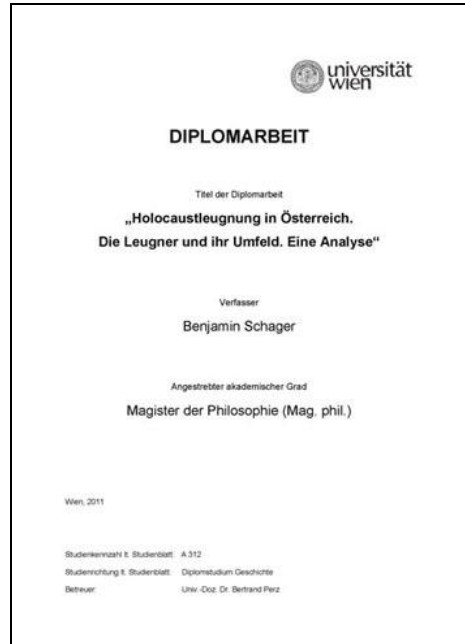 universität
wien
DIPLOMARBEIT
Titel der Diplomarbeit
„Holocaustleugnung in Österreich.
Die Leugner und ihr Umfeld. Eine Analyse“
Verfasser
Benjamin Schager
Angestrebter akademischer Grad
Magister der Philosophie (Mag. phil.)
Wien, 2011
Studienkennzahl lt. Studienblatt: A 312
Studienrichtung lt. Studienblatt: Diplomstudium Geschichte
Betreuer: Univ.-Doz. Dr. Bertrand Perz